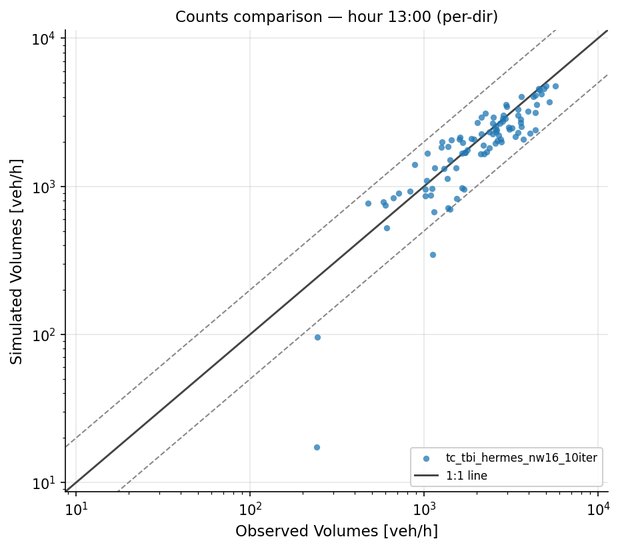 Counts comparison — hour 13:00 (per-dir)
Simulated Volumes [veh/h]
10⁴
10³
10²
10¹
10¹ 10² 10³ 10⁴
Observed Volumes [veh/h]
tc_tbi_hermes_nw16_10iter
1:1 line